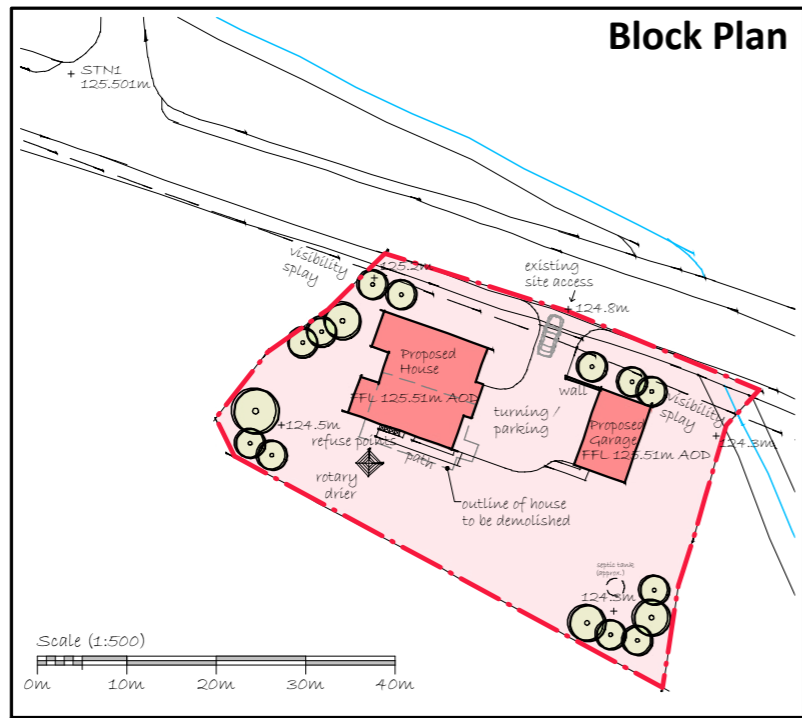 Block Plan
STN1
125.501m
visibility
splay
125.2m
existing
site access
124.8m
Proposed
House
FFL 125.51m AOD
wall
turning/
parking
visibility
splay
Proposed
Garage
FFL 125.51m AOD
124.3m
124.5m
refuse points
path
rotary
drier
outline of house
to be demolished
septic tank
(approx.)
124.3m
Scale (1:500)
0m 10m 20m 30m 40m